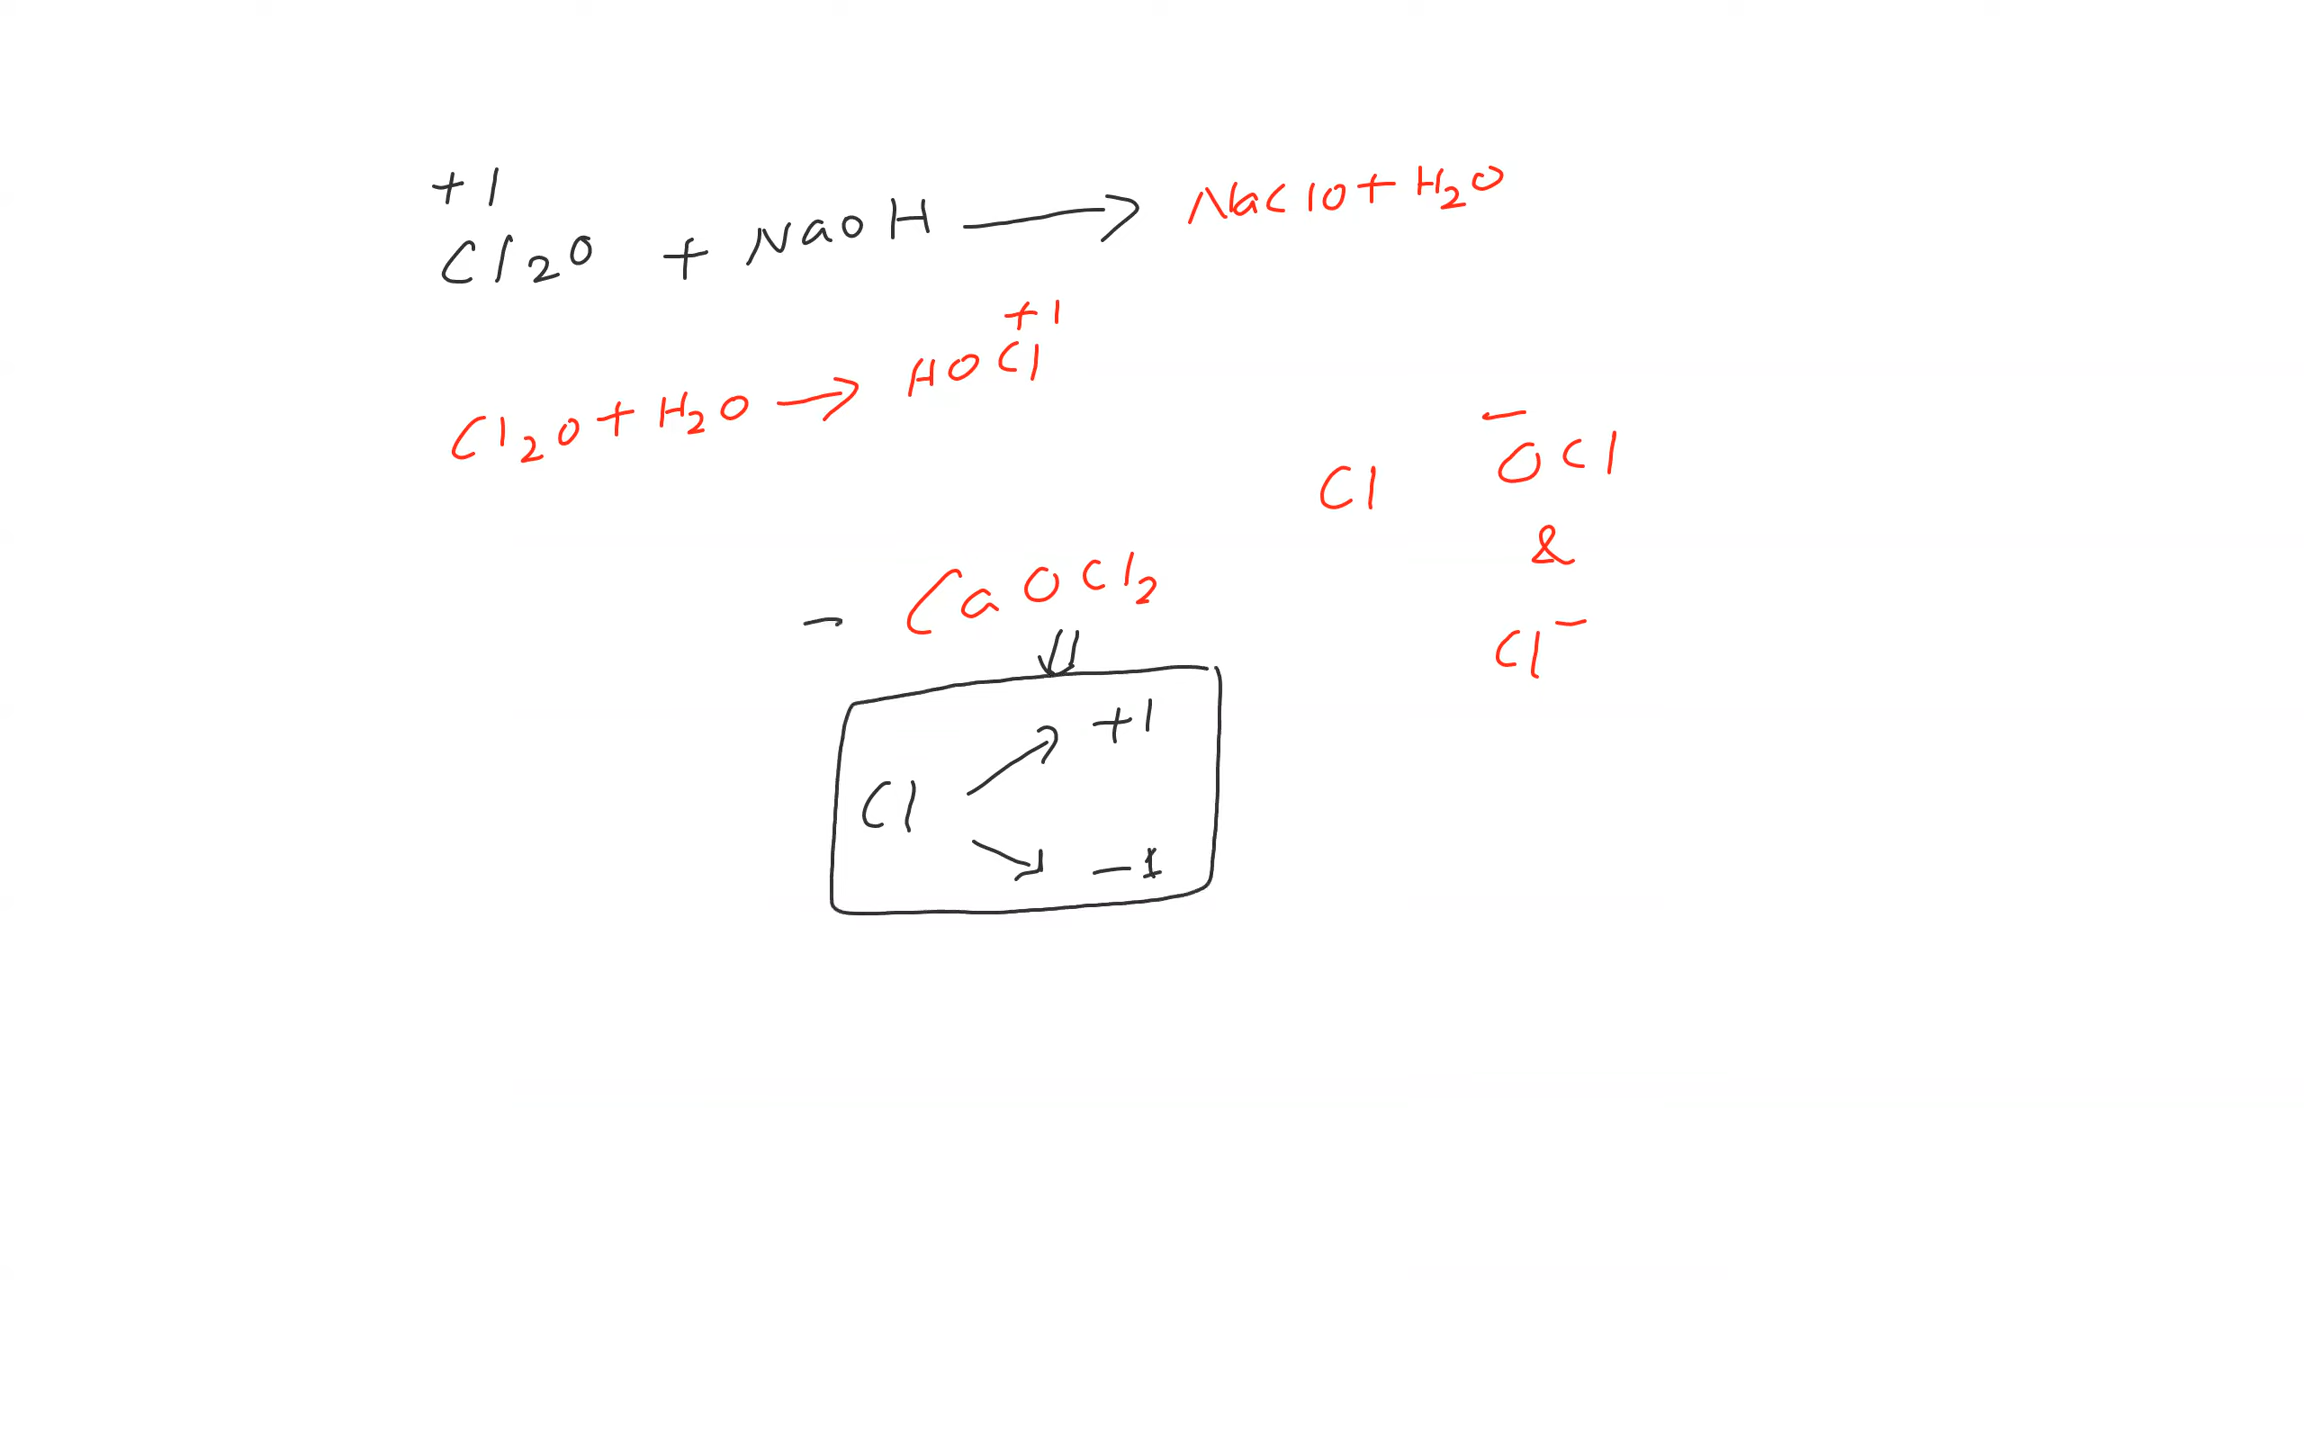 +1
Cl2O + NaOH → NaClO + H2O
+1
Cl2O + H2O → HOCl
Cl
-
OCl
&
Cl-
- CaOCl2
⇓
+1
Cl
-1